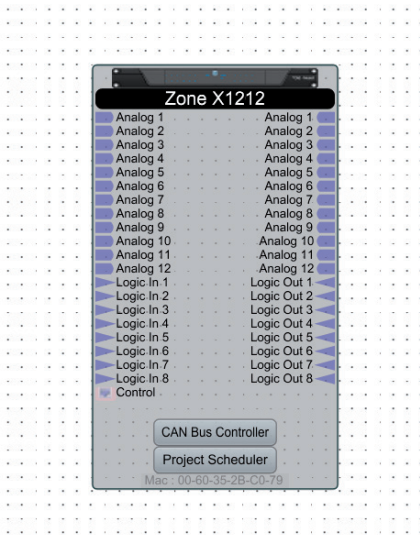 Zone X1212
Analog 1 Analog 1
Analog 2 Analog 2
Analog 3 Analog 3
Analog 4 Analog 4
Analog 5 Analog 5
Analog 6 Analog 6
Analog 7 Analog 7
Analog 8 Analog 8
Analog 9 Analog 9
Analog 10 Analog 10
Analog 11 Analog 11
Analog 12 Analog 12
Logic In 1 Logic Out 1
Logic In 2 Logic Out 2
Logic In 3 Logic Out 3
Logic In 4 Logic Out 4
Logic In 5 Logic Out 5
Logic In 6 Logic Out 6
Logic In 7 Logic Out 7
Logic In 8 Logic Out 8
Control
CAN Bus Controller
Project Scheduler
Mac : 00-60-35-2B-C0-79